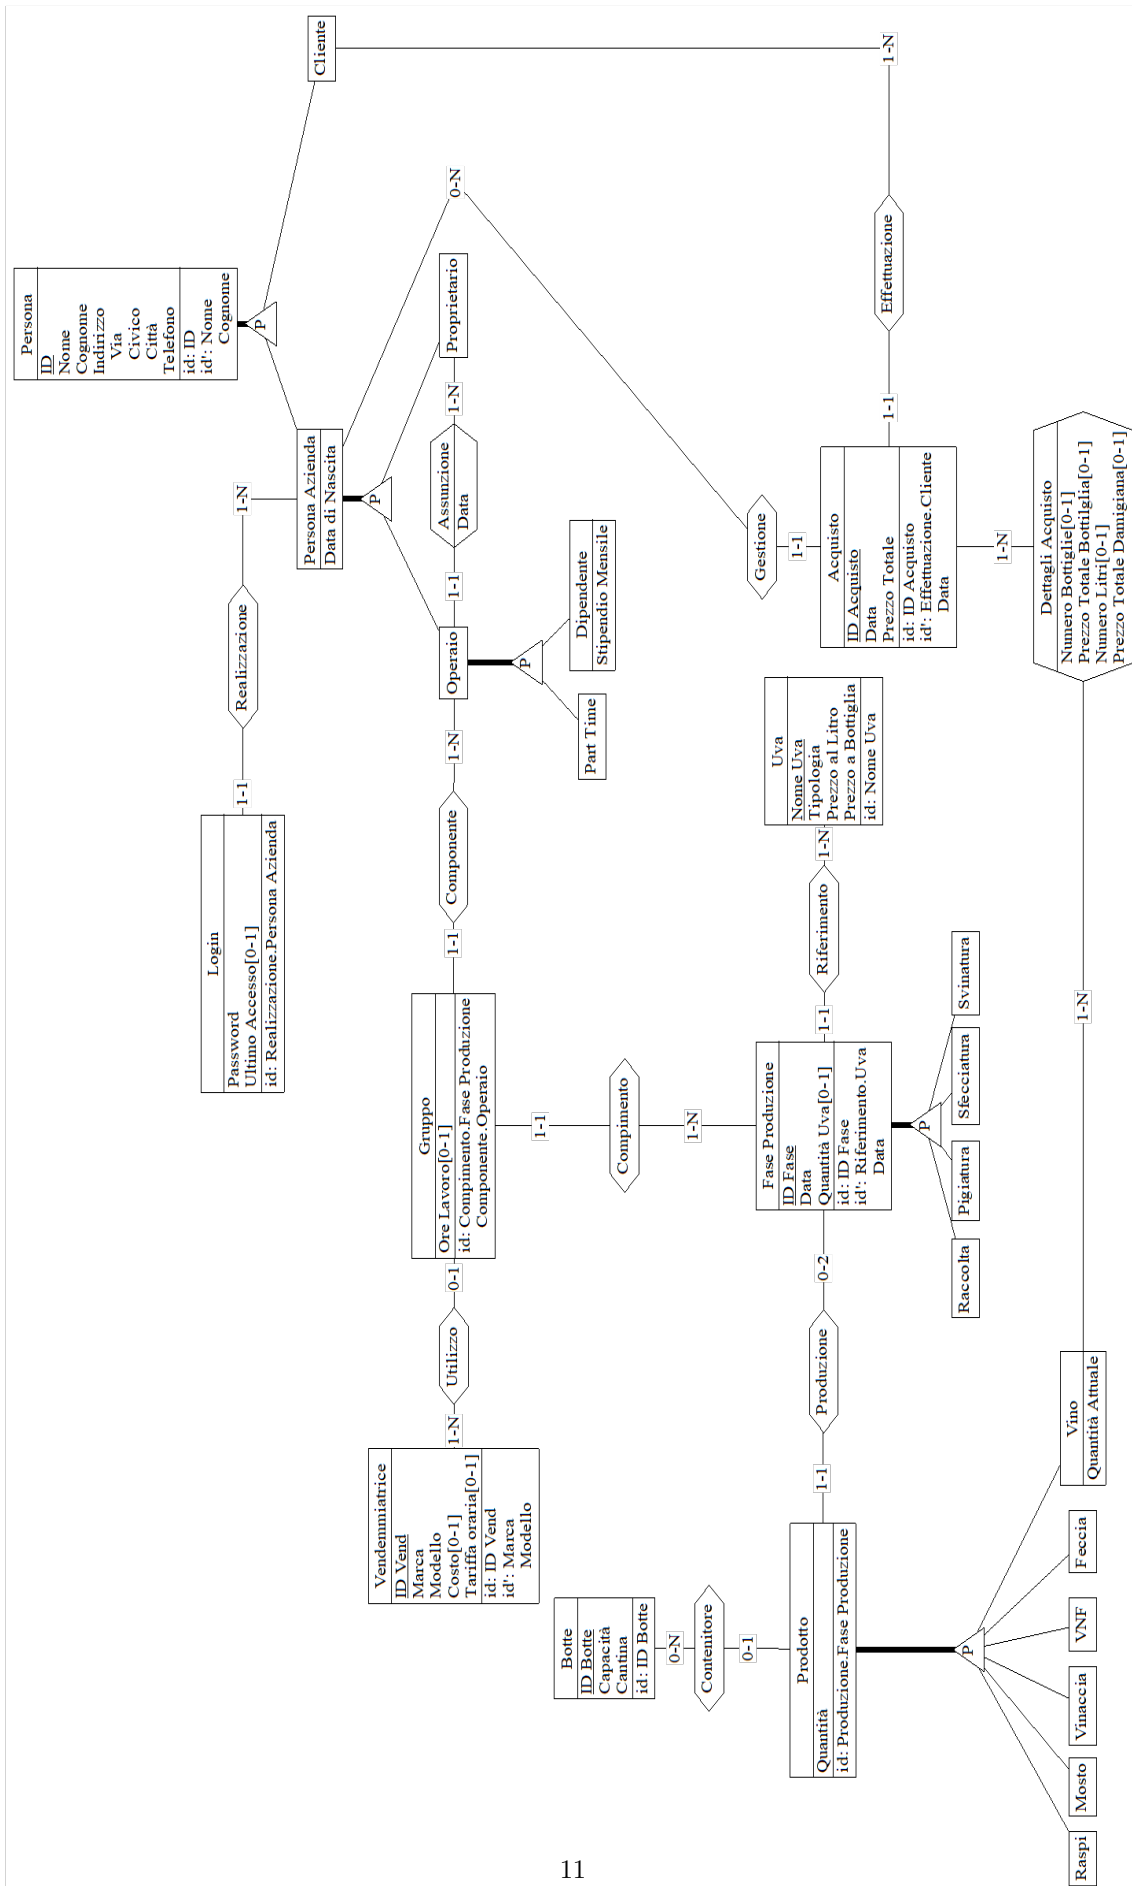 Persona
ID
Nome
Cognome
Indirizzo
Via
Civico
Città
Telefono
id: ID
id': Nome
Cognome
P
Cliente
1-N
Effettuazione
1-1
Login
Password
Ultimo Accesso[0-1]
id: Realizzazione.Persona Azienda
1-1
Realizzazione
1-N
Persona Azienda
Data di Nascita
P
0-N
Gestione
1-1
Proprietario
1-N
Assunzione
Data
1-1
Operaio
P
Part Time
Dipendente
Stipendio Mensile
1-N
Componente
1-1
Gruppo
Ore Lavoro[0-1]
id: Compimento.Fase Produzione
Componente.Operaio
0-1
Utilizzo
1-N
Vendemmiatrice
ID Vend
Marca
Modello
Costo[0-1]
Tariffa oraria[0-1]
id: ID Vend
id': Marca
Modello
1-1
Compimento
1-N
Fase Produzione
ID Fase
Data
Quantità Uva[0-1]
id: ID Fase
id': Riferimento.Uva
Data
P
Raccolta
Pigiatura
Sfecciatura
Svinatura
1-1
Riferimento
1-N
Uva
Nome Uva
Tipologia
Prezzo al Litro
Prezzo a Bottiglia
id: Nome Uva
Acquisto
ID Acquisto
Data
Prezzo Totale
id: ID Acquisto
id': Effettuazione.Cliente
Data
1-N
Dettagli Acquisto
Numero Bottiglie[0-1]
Prezzo Totale Bottilglia[0-1]
Numero Litri[0-1]
Prezzo Totale Damigiana[0-1]
1-N
0-2
Produzione
1-1
Botte
ID Botte
Capacità
Cantina
id: ID Botte
0-N
Contenitore
0-1
Prodotto
Quantità
id: Produzione.Fase Produzione
P
Raspi
Mosto
Vinaccia
VNF
Feccia
Vino
Quantità Attuale
11